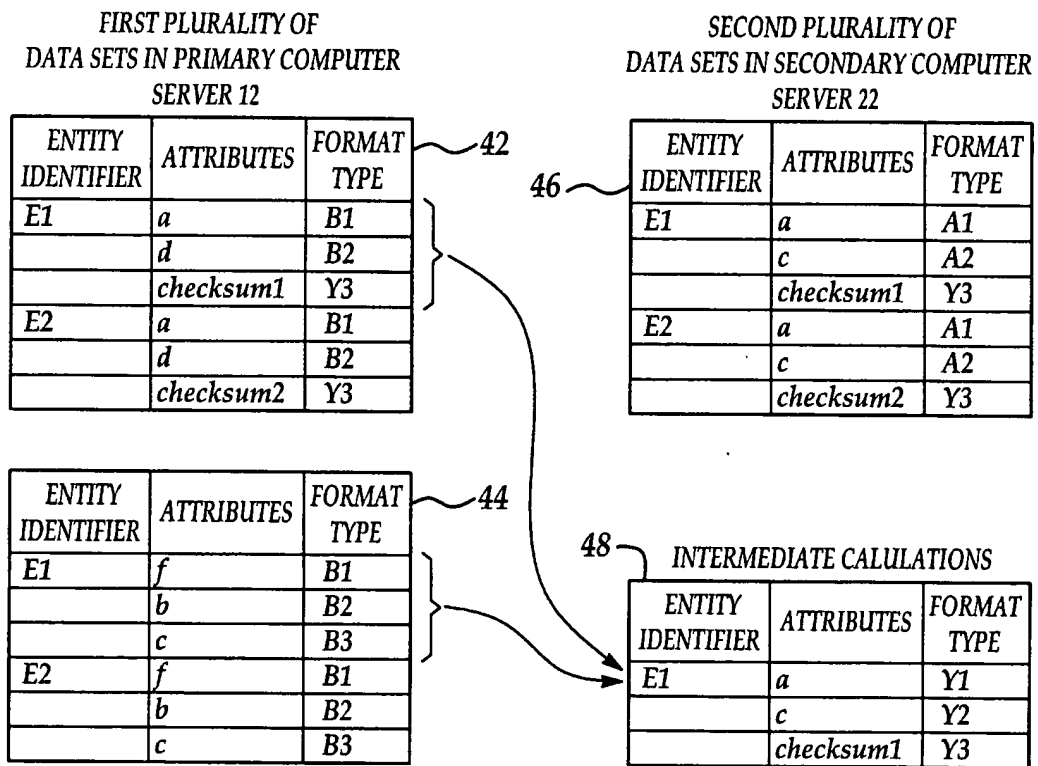 FIRST PLURALITY OF
DATA SETS IN PRIMARY COMPUTER
SERVER 12
ENTITY IDENTIFIER ATTRIBUTES FORMAT TYPE
42
E1 a B1
d B2
checksum1 Y3
E2 a B1
d B2
checksum2 Y3
ENTITY IDENTIFIER ATTRIBUTES FORMAT TYPE
44
E1 f B1
b B2
c B3
E2 f B1
b B2
c B3
SECOND PLURALITY OF
DATA SETS IN SECONDARY COMPUTER
SERVER 22
46
ENTITY IDENTIFIER ATTRIBUTES FORMAT TYPE
E1 a A1
c A2
checksum1 Y3
E2 a A1
c A2
checksum2 Y3
48
INTERMEDIATE CALULATIONS
ENTITY IDENTIFIER ATTRIBUTES FORMAT TYPE
E1 a Y1
c Y2
checksum1 Y3